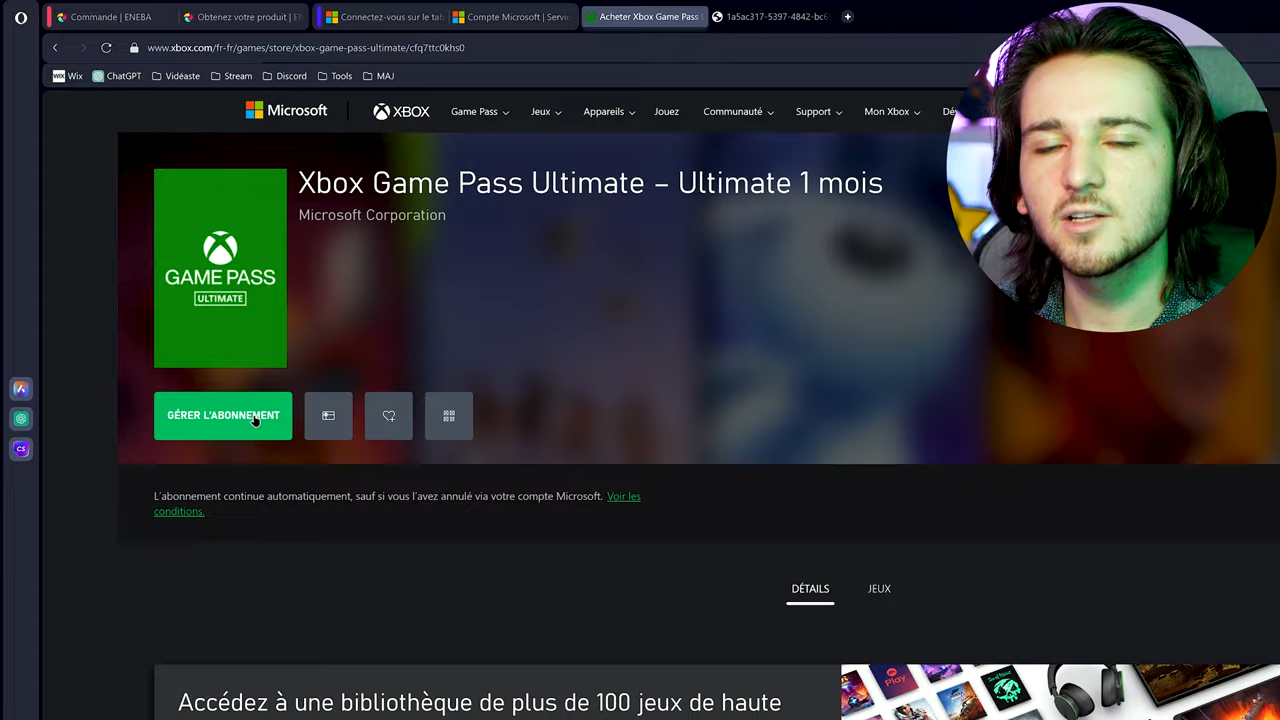 Commande | ENEBA
Obtenez votre produit | E
Connectez-vous sur le tab
Compte Microsoft | Servic
Acheter Xbox Game Pass U
1a5ac317-5397-4842-bc6
www.xbox.com/fr-fr/games/store/xbox-game-pass-ultimate/cfq7ttc0khs0
WIX Wix
ChatGPT
Vidéaste
Stream
Discord
Tools
MAJ
Microsoft
XBOX
Game Pass
Jeux
Appareils
Jouez
Communauté
Support
Mon Xbox
Dé
Xbox Game Pass Ultimate – Ultimate 1 mois
Microsoft Corporation
GAME PASS
ULTIMATE
GÉRER L'ABONNEMENT
CS
L'abonnement continue automatiquement, sauf si vous l'avez annulé via votre compte Microsoft. Voir les
conditions.
DÉTAILS
JEUX
Accédez à une bibliothèque de plus de 100 jeux de haute
Play